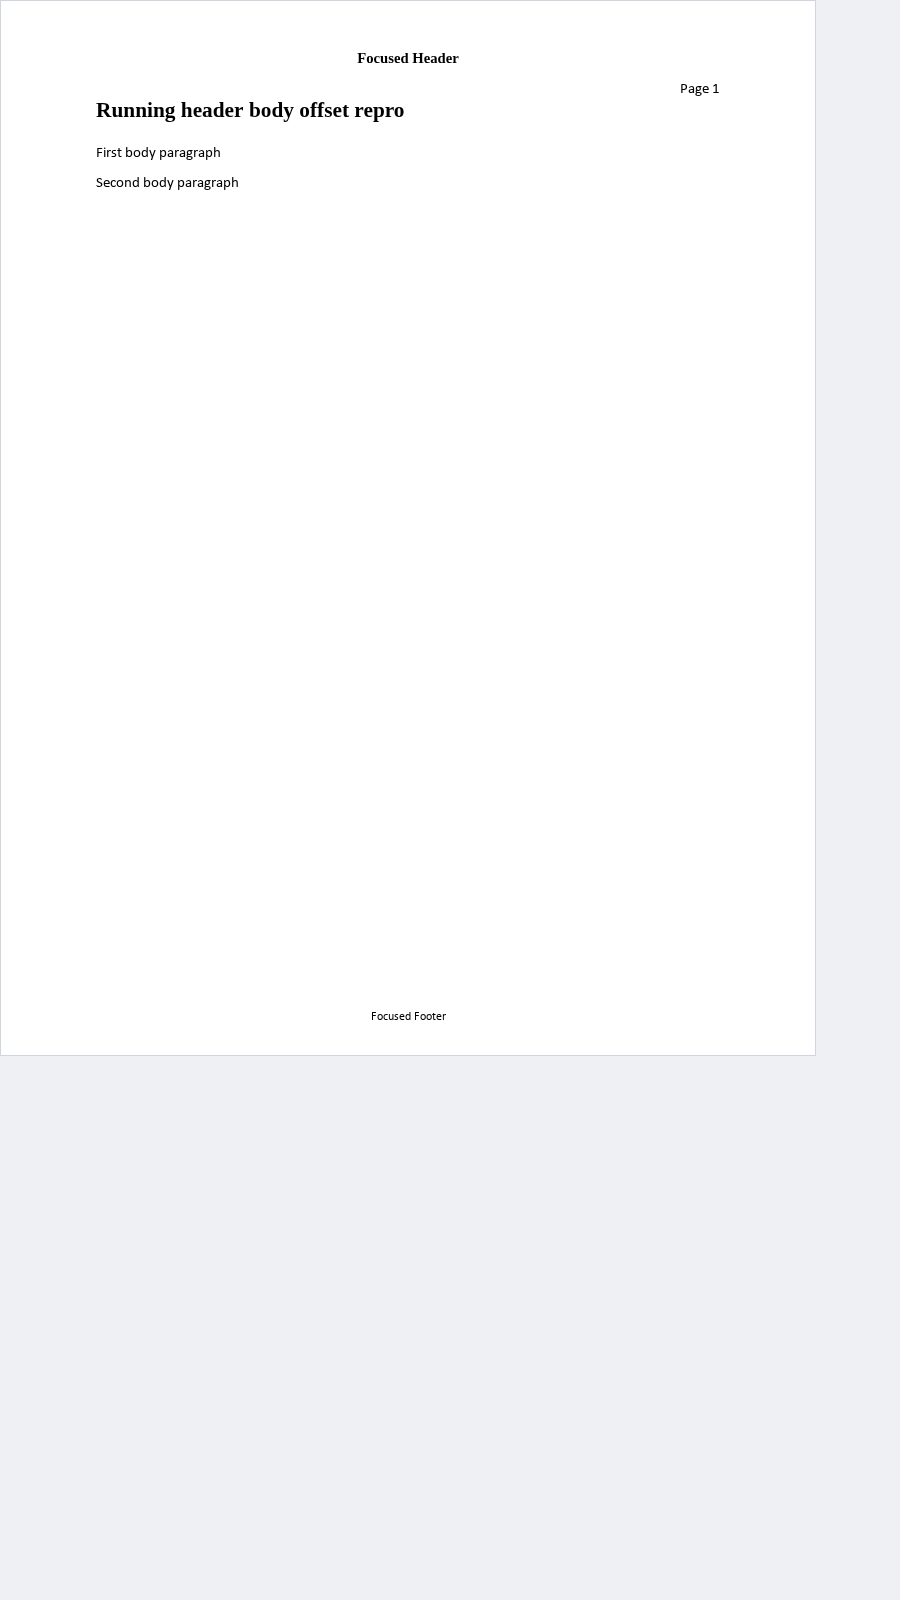 Focused Header
Page 1
Running header body offset repro
First body paragraph
Second body paragraph
Focused Footer